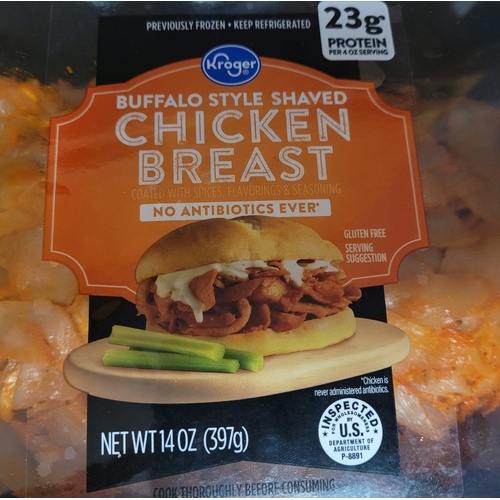 PREVIOUSLY FROZEN • KEEP REFRIGERATED
23g
PROTEIN
PER 4 OZ SERVING
Kroger®
BUFFALO STYLE SHAVED
CHICKEN
BREAST
COATED WITH SPICES, FLAVORINGS & SEASONING
NO ANTIBIOTICS EVER*
GLUTEN FREE
SERVING
SUGGESTION
*Chicken is
never administered antibiotics.
INSPECTED
FOR WHOLESOMENESS
BY
U.S.
DEPARTMENT OF
AGRICULTURE
P-8891
NET WT 14 OZ (397g)
COOK THOROUGHLY BEFORE CONSUMING